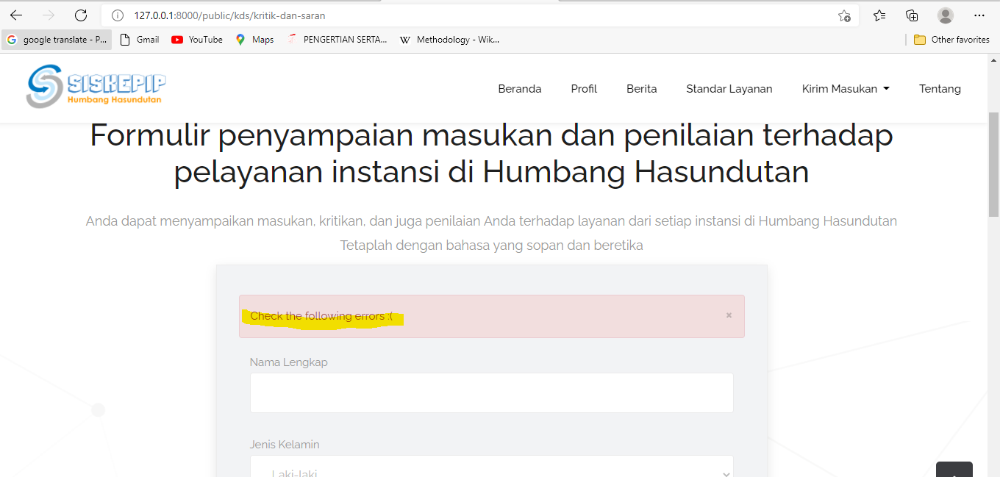 127.0.0.1:8000/public/kds/kritik-dan-saran
google translate - P... Gmail YouTube Maps PENGERTIAN SERTA... Methodology - Wik... Other favorites
SISKEPIP
Humbang Hasundutan
Beranda Profil Berita Standar Layanan Kirim Masukan Tentang
Formulir penyampaian masukan dan penilaian terhadap
pelayanan instansi di Humbang Hasundutan
Anda dapat menyampaikan masukan, kritikan, dan juga penilaian Anda terhadap layanan dari setiap instansi di Humbang Hasundutan
Tetaplah dengan bahasa yang sopan dan beretika
Check the following errors :( ×
Nama Lengkap
Jenis Kelamin
Laki-laki